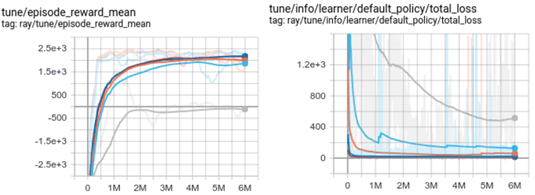 tune/episode_reward_mean
tag: ray/tune/episode_reward_mean
2.5e+3
1.5e+3
500
-500
-1.5e+3
-2.5e+3
0 1M 2M 3M 4M 5M 6M
tune/info/learner/default_policy/total_loss
tag: ray/tune/info/learner/default_policy/total_loss
1.2e+3
800
400
0
0 1M 2M 3M 4M 5M 6M